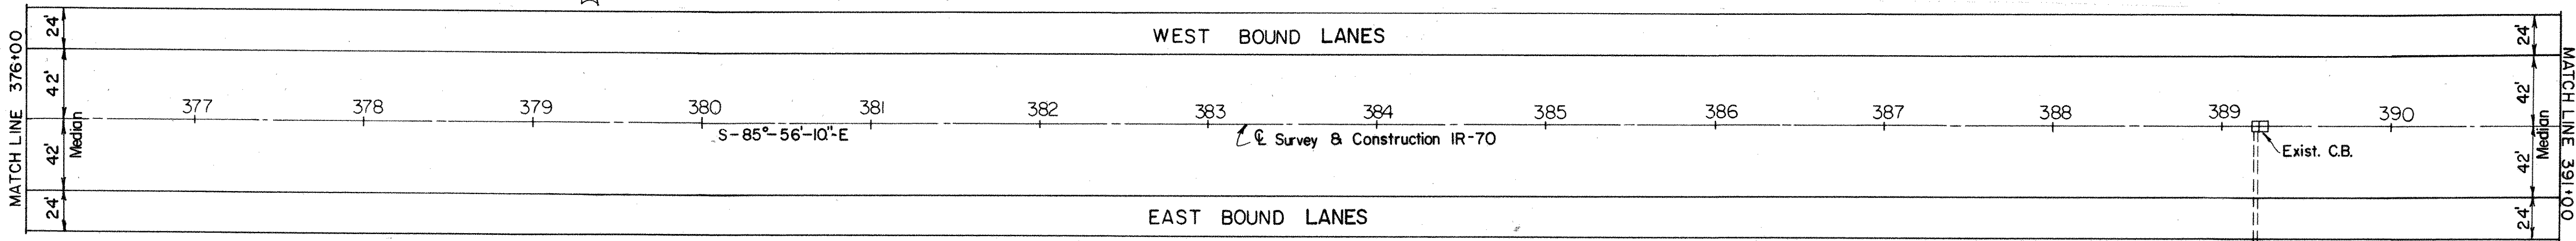 24'
WEST BOUND LANES
24'
MATCH LINE 376+00
42'
42'
MATCH LINE 391+00
377 378 379 380 381 382 383 384 385 386 387 388 389 390
Median
S-85°-56'-10"-E
℄ Survey & Construction IR-70
Exist. C.B.
Median
42'
42'
24'
EAST BOUND LANES
24'